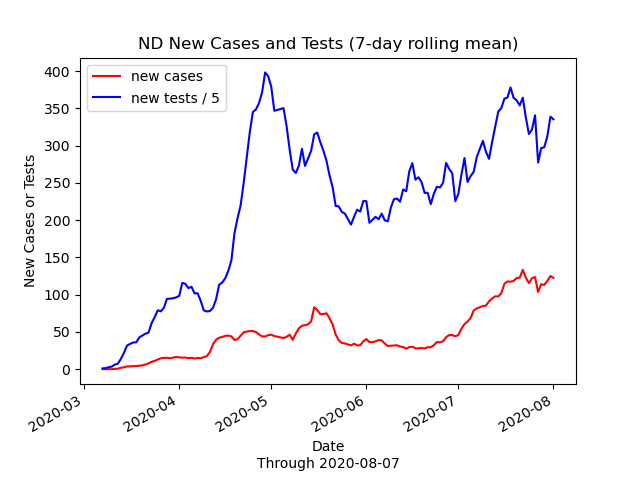 ND New Cases and Tests (7-day rolling mean)
new cases
new tests / 5
New Cases or Tests
400
350
300
250
200
150
100
50
0
2020-03
2020-04
2020-05
2020-06
2020-07
2020-08
Date
Through 2020-08-07